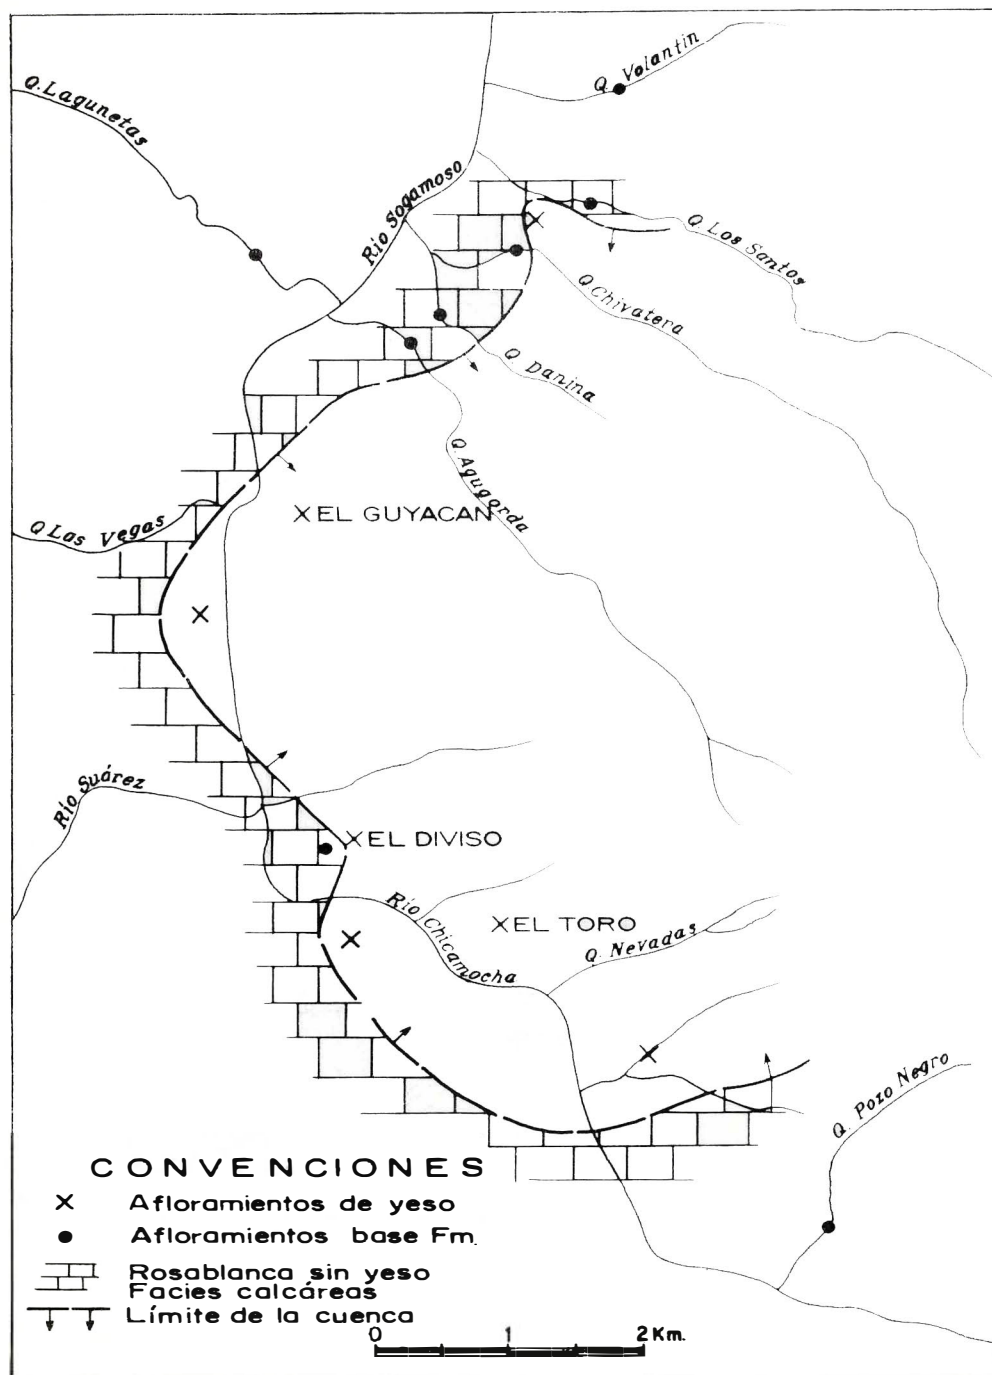 Q. Volantin
Q. Lagunetas
Río Sogamoso
Q. Los Santos
Q. Chivatera
Q. Danina
Q. Agugarda
X EL GUYACAN
Q. Las Vegas
Río Suárez
X EL DIVISO
Río Chicamocha
X EL TORO
Q. Nevadas
Q. Pozo Negro
CONVENCIONES
X Afloramientos de yeso
Afloramientos base Fm.
Rosablanca sin yeso
Facies calcáreas
Límite de la cuenca
0 1 2 Km.